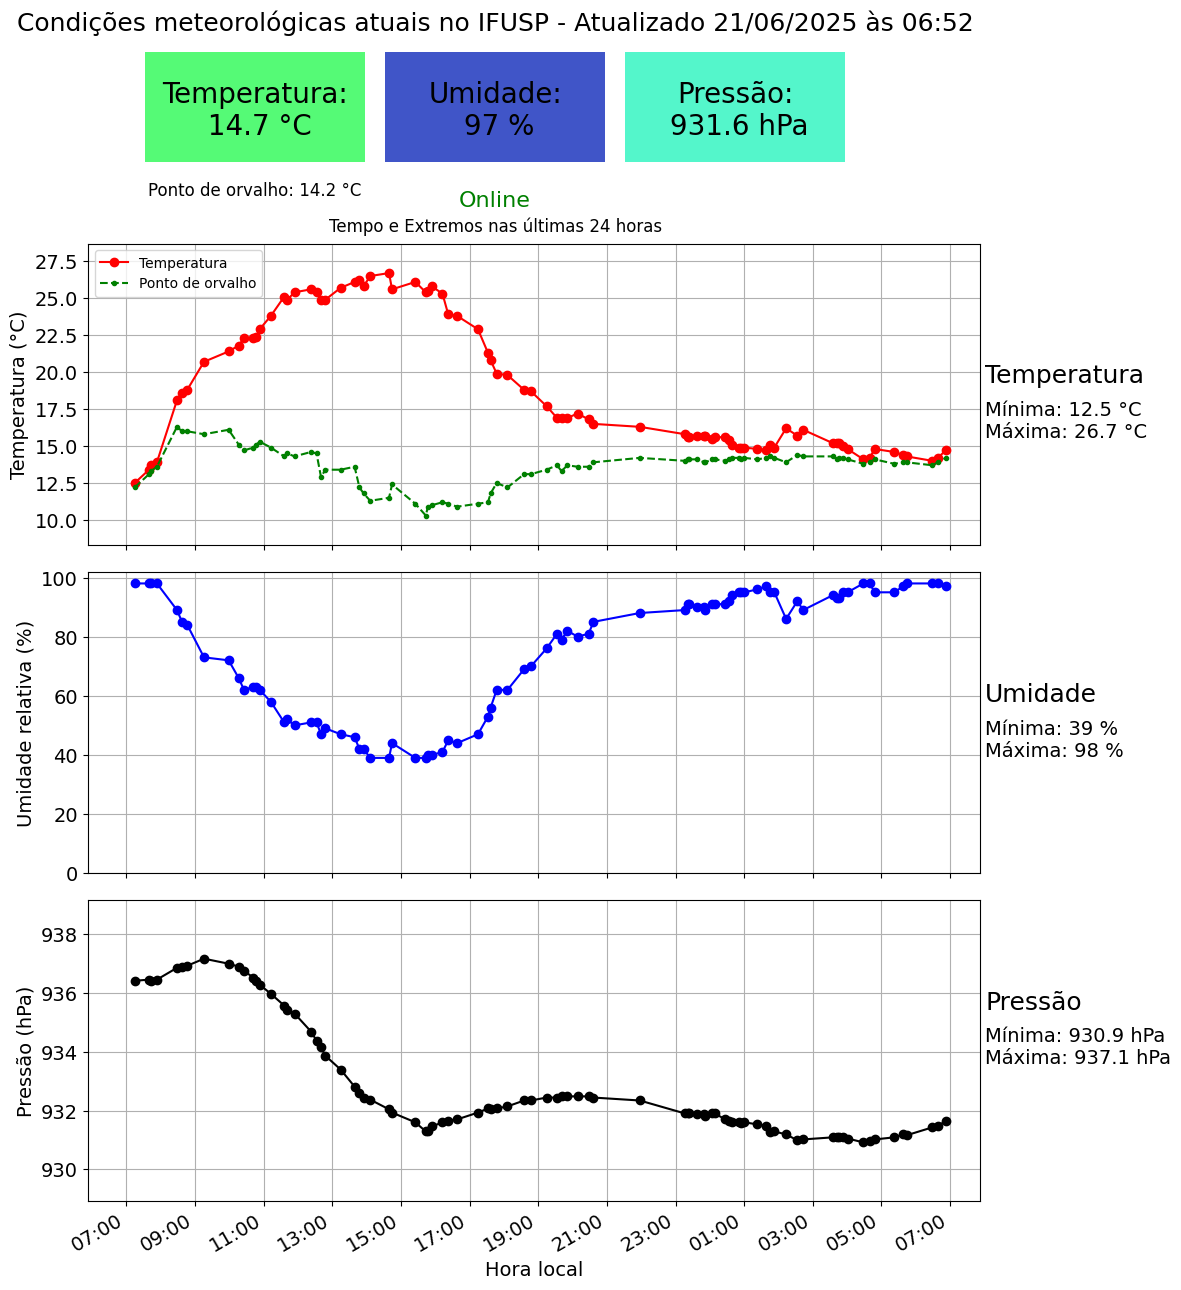 Condições meteorológicas atuais no IFUSP - Atualizado 21/06/2025 às 06:52
Temperatura:
14.7 °C
Umidade:
97 %
Pressão:
931.6 hPa
Ponto de orvalho: 14.2 °C
Online
Tempo e Extremos nas últimas 24 horas
Temperatura
Ponto de orvalho
27.5
25.0
22.5
20.0
17.5
15.0
12.5
10.0
Temperatura (°C)
Temperatura
Mínima: 12.5 °C
Máxima: 26.7 °C
100
80
60
40
20
0
Umidade relativa (%)
Umidade
Mínima: 39 %
Máxima: 98 %
938
936
934
932
930
Pressão (hPa)
Pressão
Mínima: 930.9 hPa
Máxima: 937.1 hPa
07:00 09:00 11:00 13:00 15:00 17:00 19:00 21:00 23:00 01:00 03:00 05:00 07:00
Hora local